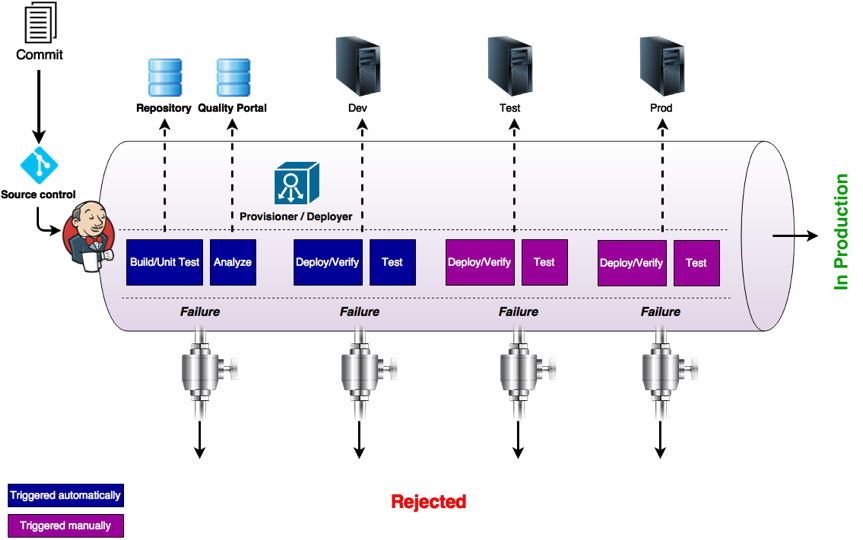 Commit
Repository
Quality Portal
Dev
Test
Prod
Source control
Provisioner / Deployer
Build/Unit Test
Analyze
Deploy/Verify
Test
Deploy/Verify
Test
Deploy/Verify
Test
In Production
Failure
Failure
Failure
Failure
Rejected
Triggered automatically
Triggered manually